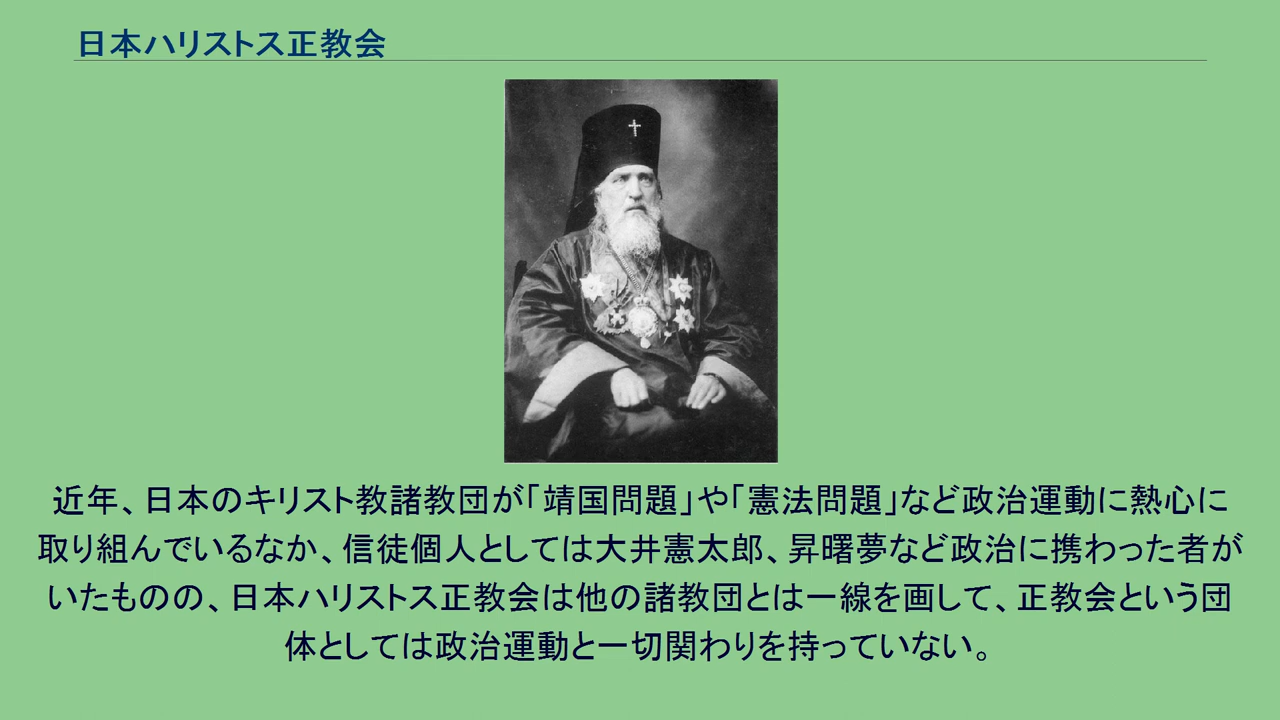 日本ハリストス正教会
近年、日本のキリスト教諸教団が「靖国問題」や「憲法問題」など政治運動に熱心に
取り組んでいるなか、信徒個人としては大井憲太郎、昇曙夢など政治に携わった者が
いたものの、日本ハリストス正教会は他の諸教団とは一線を画して、正教会という団
体としては政治運動と一切関わりを持っていない。